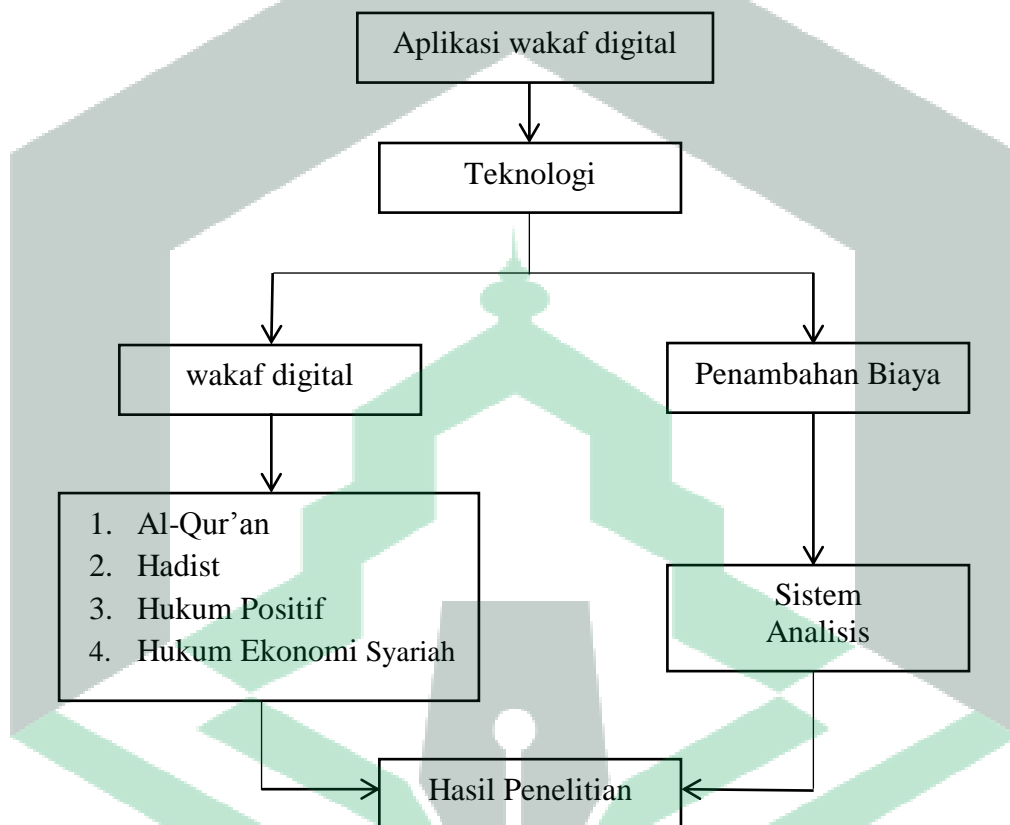 Aplikasi wakaf digital
Teknologi
wakaf digital
Penambahan Biaya
1. Al-Qur’an
2. Hadist
3. Hukum Positif
4. Hukum Ekonomi Syariah
Sistem
Analisis
Hasil Penelitian